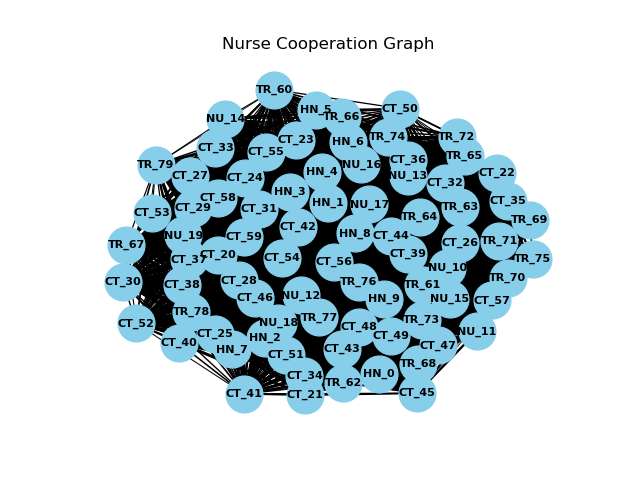 Nurse Cooperation Graph
TR_60
HN_5
CT_50
TR_66
NU_14
TR_74
TR_72
CT_23
HN_6
CT_33
CT_55
TR_65
CT_36
TR_79
NU_16
HN_4
CT_22
CT_27
NU_13
CT_24
CT_32
HN_3
CT_58
CT_35
HN_1
NU_17
TR_63
CT_29
CT_31
CT_53
TR_64
TR_69
CT_42
HN_8
NU_19
CT_59
CT_44
TR_71
CT_26
TR_67
CT_39
CT_20
CT_54
TR_75
CT_37
CT_56
NU_10
TR_70
CT_28
CT_30
TR_76
CT_38
TR_61
NU_12
CT_46
HN_9
NU_15
CT_57
TR_78
TR_77
TR_73
CT_52
NU_18
CT_48
NU_11
CT_25
CT_49
HN_2
CT_40
CT_47
HN_7
CT_43
CT_51
TR_68
HN_0
CT_34
TR_62
CT_41
CT_21
CT_45